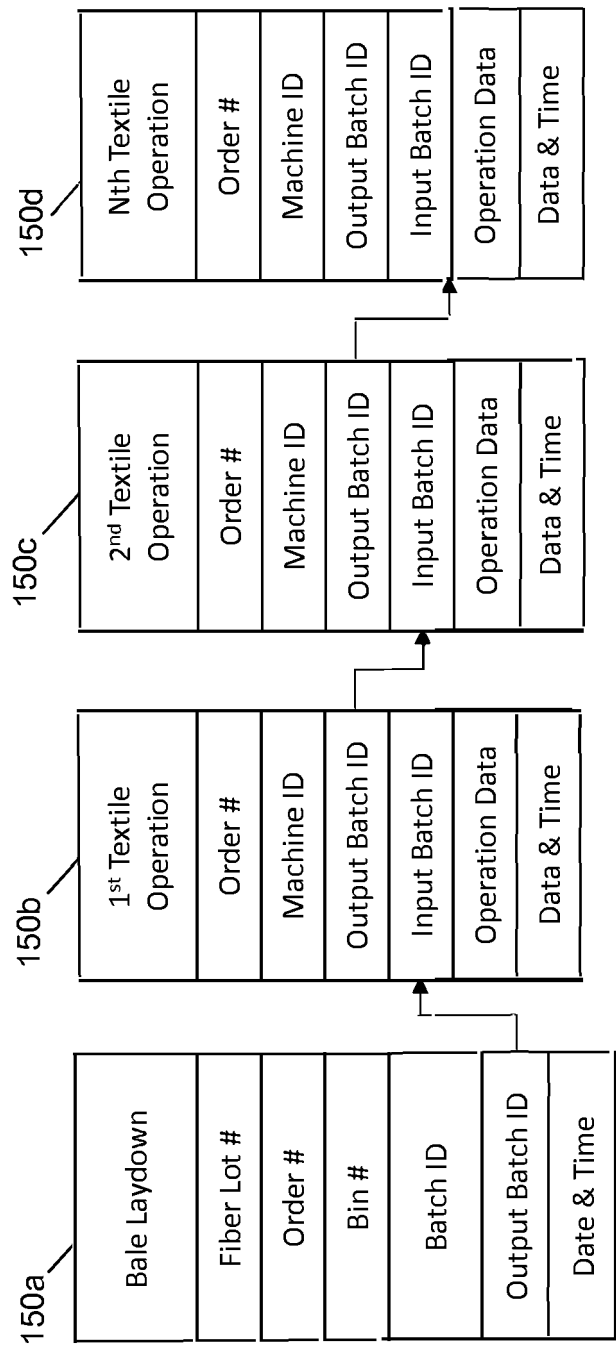 150a
Bale Laydown
Fiber Lot #
Order #
Bin #
Batch ID
Output Batch ID
Date & Time
150b
1st Textile
Operation
Order #
Machine ID
Output Batch ID
Input Batch ID
Operation Data
Data & Time
150c
2nd Textile
Operation
Order #
Machine ID
Output Batch ID
Input Batch ID
Operation Data
Data & Time
150d
Nth Textile
Operation
Order #
Machine ID
Output Batch ID
Input Batch ID
Operation Data
Data & Time